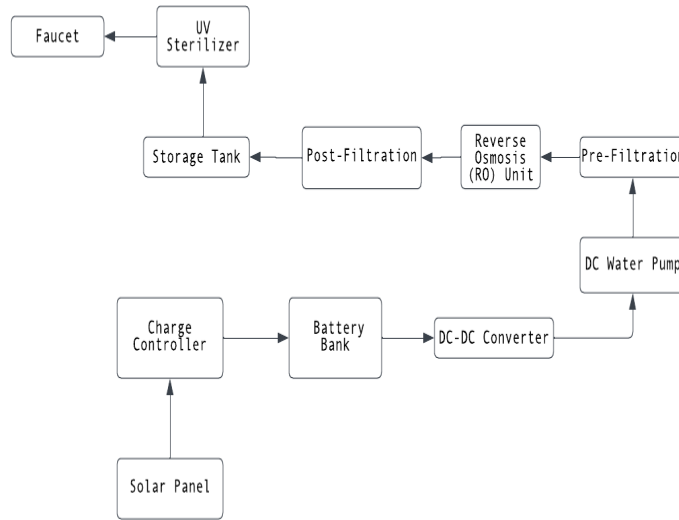 Faucet
UV
Sterilizer
Storage Tank
Post-Filtration
Reverse
Osmosis
(RO) Unit
Pre-Filtration
DC Water Pump
Charge
Controller
Battery
Bank
DC-DC Converter
Solar Panel